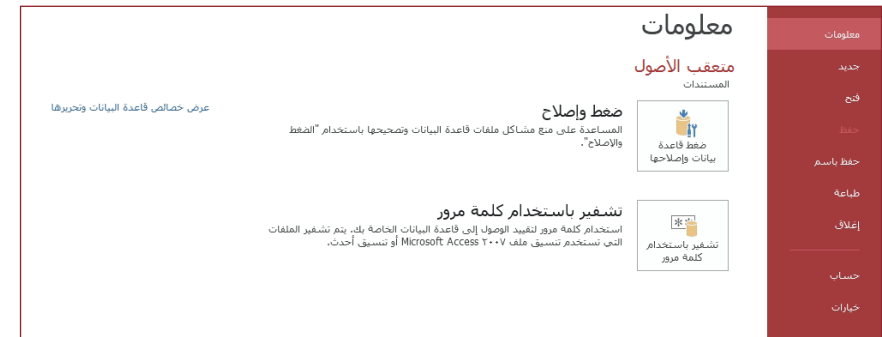 معلومات
جديد
فتح
حفظ
حفظ باسم
طباعة
إغلاق
حساب
خيارات
معلومات
متعقب الأصول
المستندات
ضغط قاعدة
بيانات وإصلاحها
ضغط وإصلاح
المساعدة على منع مشاكل ملفات قاعدة البيانات وتصحيحها باستخدام "الضغط
والإصلاح".
عرض خصائص قاعدة البيانات وتحريرها
تشفير باستخدام
كلمة مرور
تشفير باستخدام كلمة مرور
استخدام كلمة مرور لتقييد الوصول إلى قاعدة البيانات الخاصة بك. يتم تشفير الملفات
التي تستخدم تنسيق ملف Microsoft Access ٢٠٠٧ أو تنسيق أحدث.